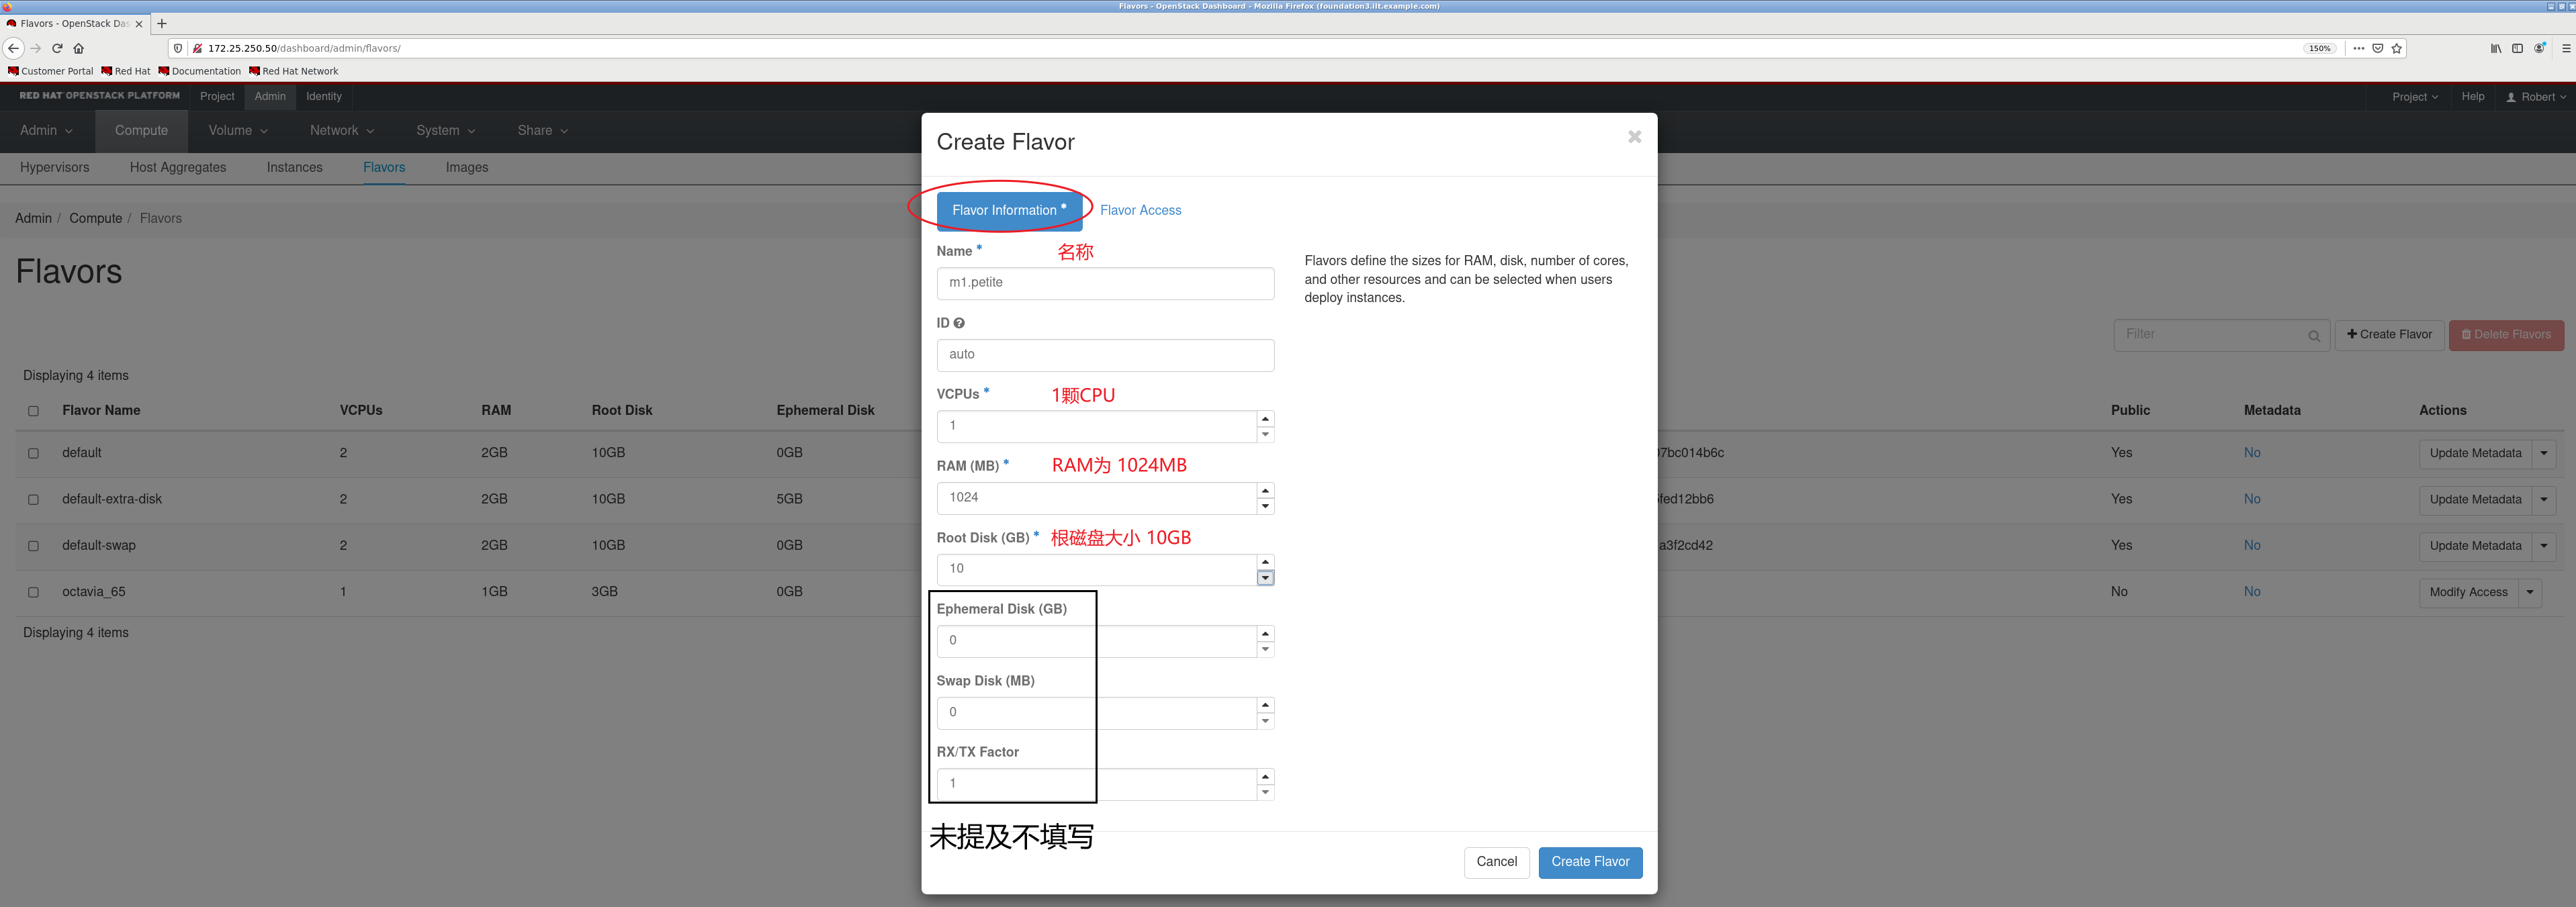 Flavors - OpenStack Dashboard - Mozilla Firefox (foundation3.ilt.example.com)
Flavors - OpenStack Das
172.25.250.50/dashboard/admin/flavors/
150%
Customer Portal Red Hat Documentation Red Hat Network
RED HAT OPENSTACK PLATFORM Project Admin Identity Project Help Robert
Admin Compute Volume Network System Share
Hypervisors Host Aggregates Instances Flavors Images
Admin / Compute / Flavors
Flavors
Filter + Create Flavor Delete Flavors
Displaying 4 items
Flavor Name VCPUs RAM Root Disk Ephemeral Disk Public Metadata Actions
default 2 2GB 10GB 0GB 7bc014b6c Yes No Update Metadata
default-extra-disk 2 2GB 10GB 5GB fed12bb6 Yes No Update Metadata
default-swap 2 2GB 10GB 0GB a3f2cd42 Yes No Update Metadata
octavia_65 1 1GB 3GB 0GB No No Modify Access
Displaying 4 items
Create Flavor
Flavor Information * Flavor Access
Name * 名称
m1.petite
Flavors define the sizes for RAM, disk, number of cores,
and other resources and can be selected when users
deploy instances.
ID
auto
VCPUs * 1颗CPU
1
RAM (MB) * RAM为 1024MB
1024
Root Disk (GB) * 根磁盘大小 10GB
10
Ephemeral Disk (GB)
0
Swap Disk (MB)
0
RX/TX Factor
1
未提及不填写
Cancel Create Flavor